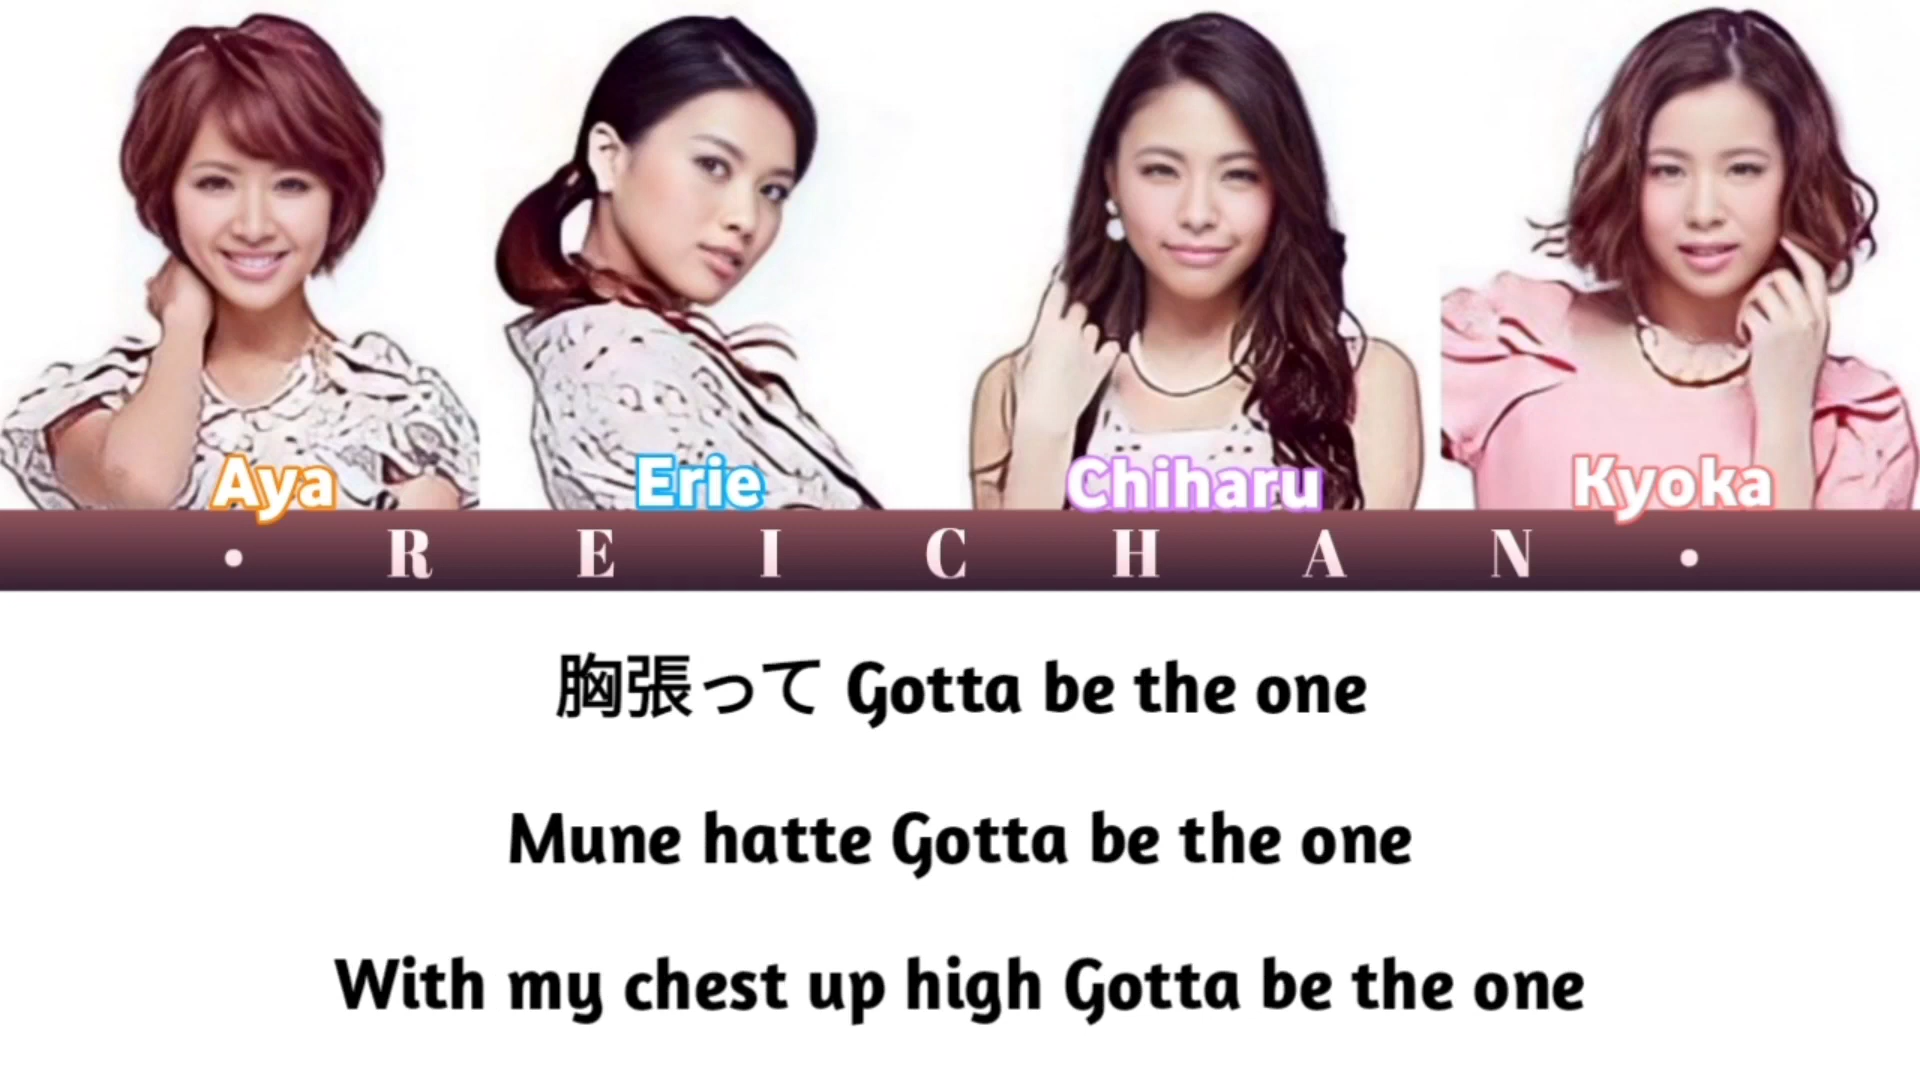 Aya Erie Chiharu Kyoka
• R E I C H A N •
胸張って Gotta be the one
Mune hatte Gotta be the one
With my chest up high Gotta be the one